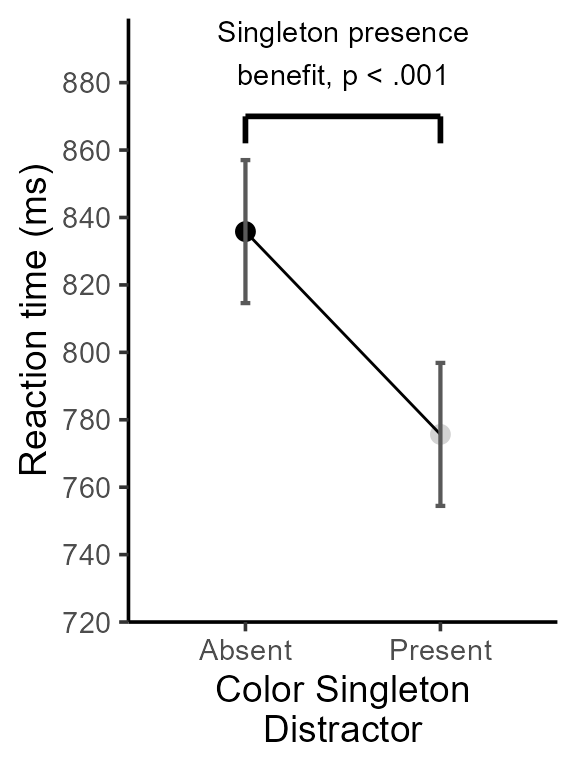 Singleton presence
benefit, p < .001
880
860
840
820
800
780
760
740
720
Reaction time (ms)
Absent
Present
Color Singleton
Distractor